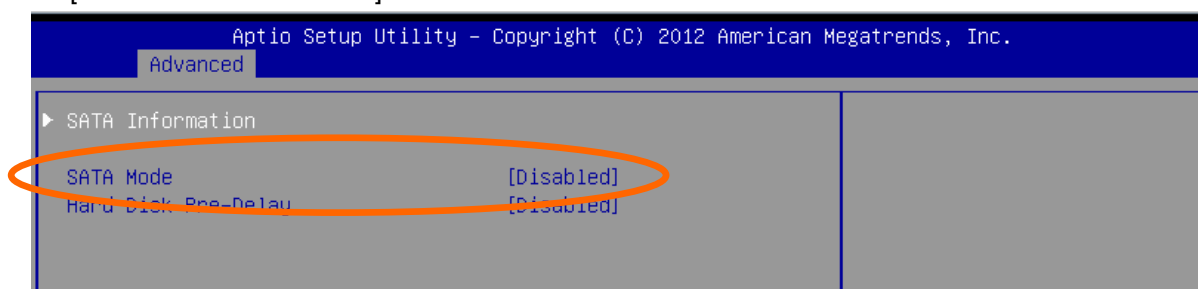 Aptio Setup Utility – Copyright (C) 2012 American Megatrends, Inc.
Advanced
SATA Information
SATA Mode [Disabled]
Hard Disk Pre-Delay [Disabled]